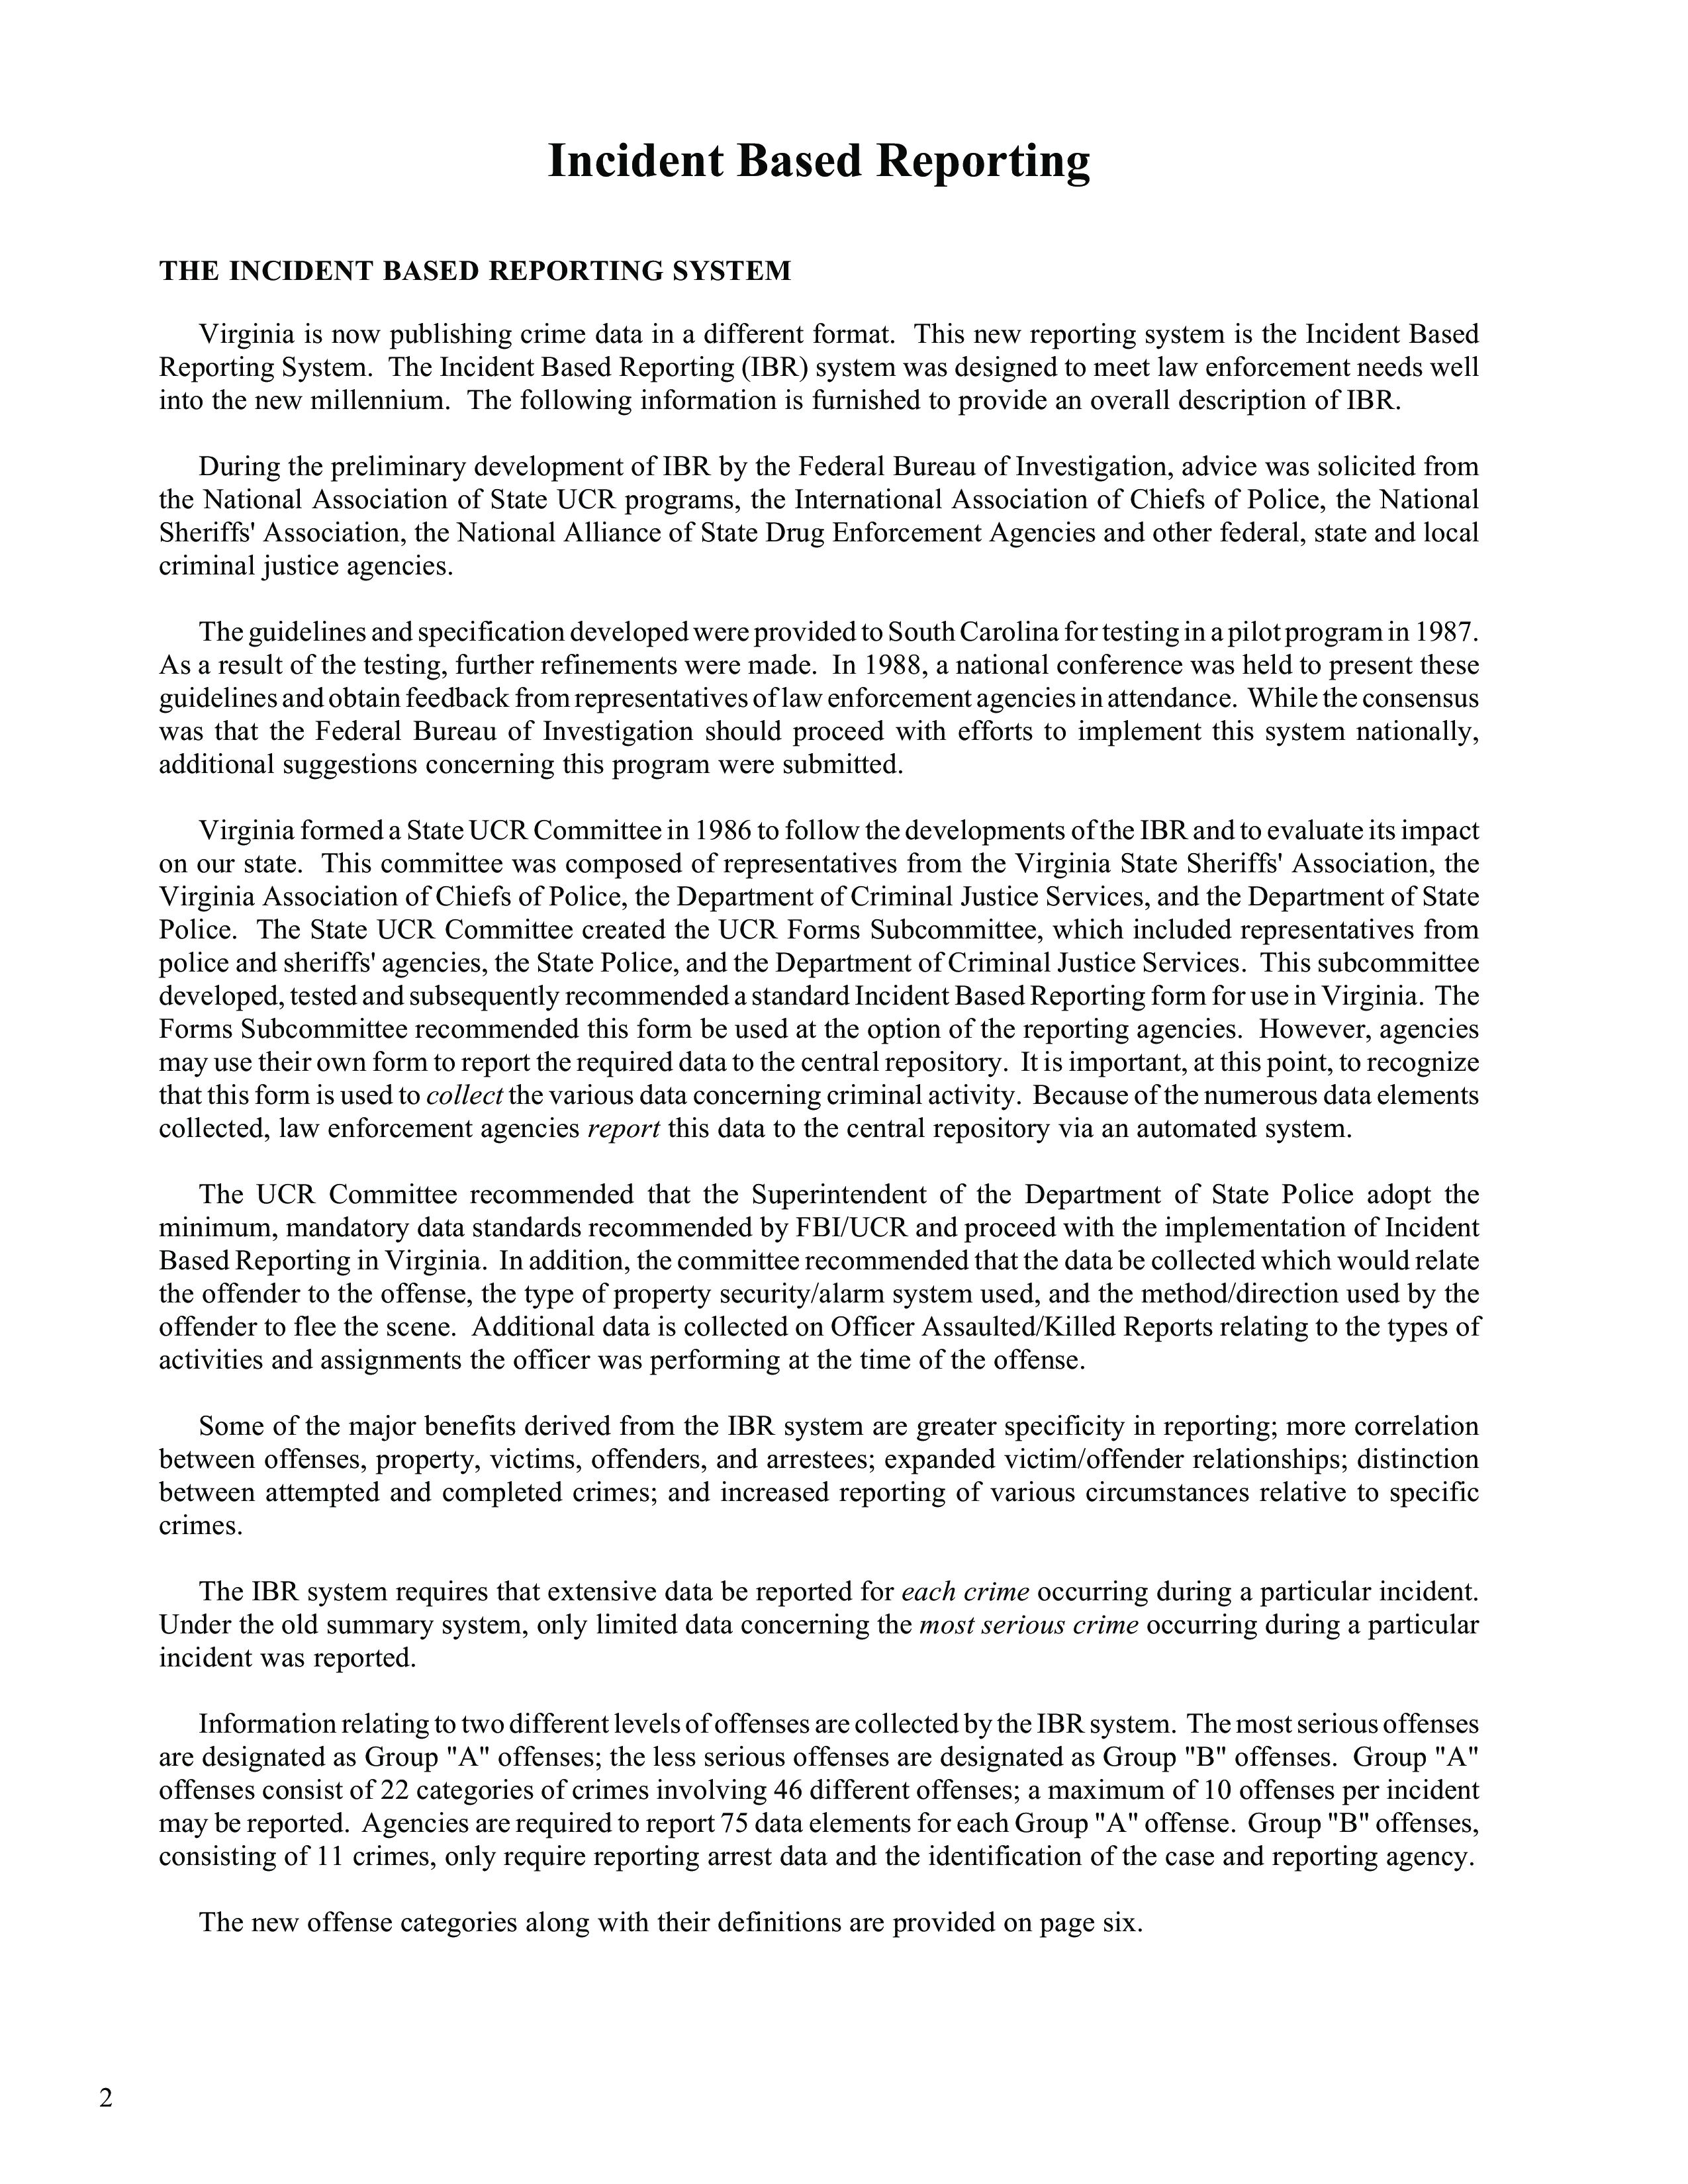 Incident Based Reporting
THE INCIDENT BASED REPORTING SYSTEM
Virginia is now publishing crime data in a different format. This new reporting system is the Incident Based
Reporting System. The Incident Based Reporting (IBR) system was designed to meet law enforcement needs well
into the new millennium. The following information is furnished to provide an overall description of IBR.
During the preliminary development of IBR by the Federal Bureau of Investigation, advice was solicited from
the National Association of State UCR programs, the International Association of Chiefs of Police, the National
Sheriffs' Association, the National Alliance of State Drug Enforcement Agencies and other federal, state and local
criminal justice agencies.
The guidelines and specification developed were provided to South Carolina for testing in a pilot program in 1987.
As a result of the testing, further refinements were made. In 1988, a national conference was held to present these
guidelines and obtain feedback from representatives of law enforcement agencies in attendance. While the consensus
was that the Federal Bureau of Investigation should proceed with efforts to implement this system nationally,
additional suggestions concerning this program were submitted.
Virginia formed a State UCR Committee in 1986 to follow the developments of the IBR and to evaluate its impact
on our state. This committee was composed of representatives from the Virginia State Sheriffs' Association, the
Virginia Association of Chiefs of Police, the Department of Criminal Justice Services, and the Department of State
Police. The State UCR Committee created the UCR Forms Subcommittee, which included representatives from
police and sheriffs' agencies, the State Police, and the Department of Criminal Justice Services. This subcommittee
developed, tested and subsequently recommended a standard Incident Based Reporting form for use in Virginia. The
Forms Subcommittee recommended this form be used at the option of the reporting agencies. However, agencies
may use their own form to report the required data to the central repository. It is important, at this point, to recognize
that this form is used to collect the various data concerning criminal activity. Because of the numerous data elements
collected, law enforcement agencies report this data to the central repository via an automated system.
The UCR Committee recommended that the Superintendent of the Department of State Police adopt the
minimum, mandatory data standards recommended by FBI/UCR and proceed with the implementation of Incident
Based Reporting in Virginia. In addition, the committee recommended that the data be collected which would relate
the offender to the offense, the type of property security/alarm system used, and the method/direction used by the
offender to flee the scene. Additional data is collected on Officer Assaulted/Killed Reports relating to the types of
activities and assignments the officer was performing at the time of the offense.
Some of the major benefits derived from the IBR system are greater specificity in reporting; more correlation
between offenses, property, victims, offenders, and arrestees; expanded victim/offender relationships; distinction
between attempted and completed crimes; and increased reporting of various circumstances relative to specific
crimes.
The IBR system requires that extensive data be reported for each crime occurring during a particular incident.
Under the old summary system, only limited data concerning the most serious crime occurring during a particular
incident was reported.
Information relating to two different levels of offenses are collected by the IBR system. The most serious offenses
are designated as Group "A" offenses; the less serious offenses are designated as Group "B" offenses. Group "A"
offenses consist of 22 categories of crimes involving 46 different offenses; a maximum of 10 offenses per incident
may be reported. Agencies are required to report 75 data elements for each Group "A" offense. Group "B" offenses,
consisting of 11 crimes, only require reporting arrest data and the identification of the case and reporting agency.
The new offense categories along with their definitions are provided on page six.
2